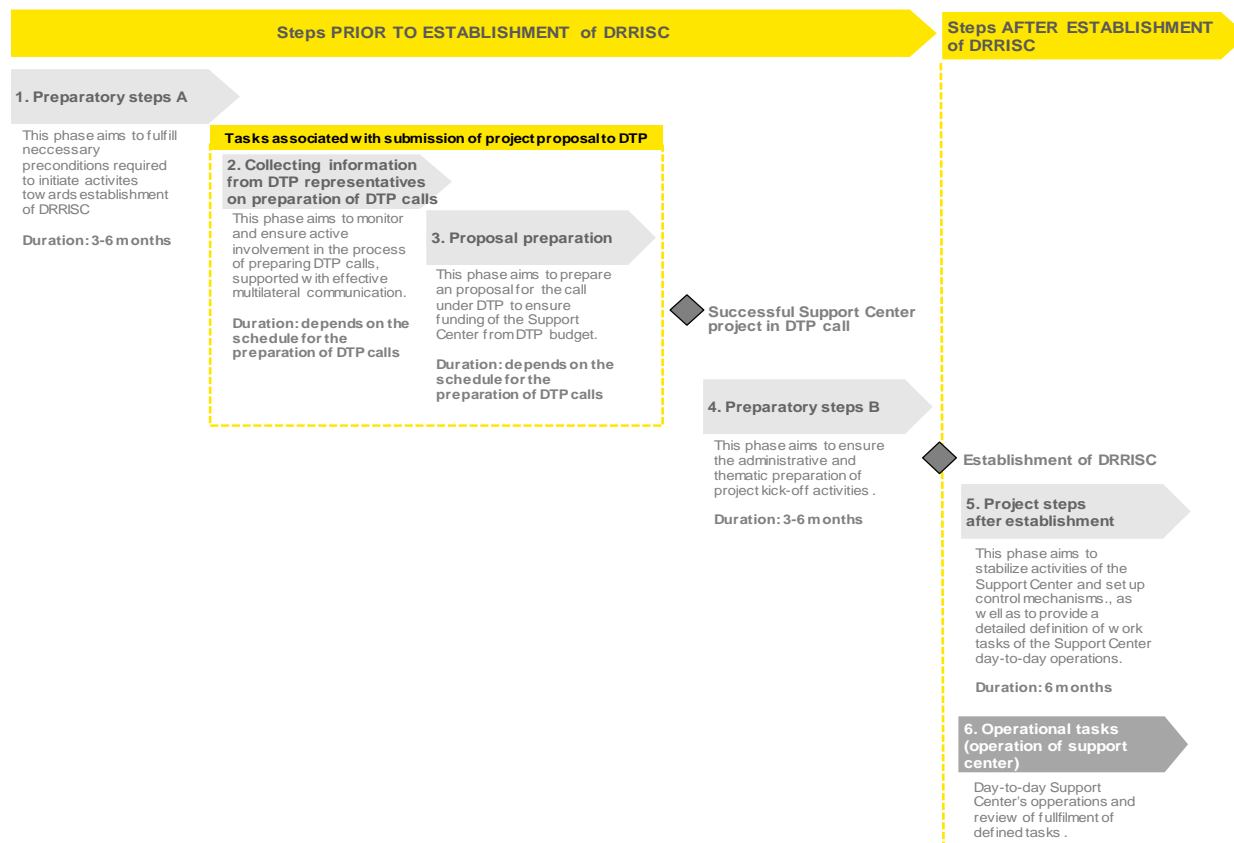 Steps PRIOR TO ESTABLISHMENT of DRRISC
Steps AFTER ESTABLISHMENT
of DRRISC
1. Preparatory steps A
This phase aims to fulfill
neccessary
preconditions required
to initiate activites
towards establishment
of DRRISC
Duration: 3-6 months
Tasks associated with submission of project proposal to DTP
2. Collecting information
from DTP representatives
on preparation of DTP calls
This phase aims to monitor
and ensure active
involvement in the process
of preparing DTP calls,
supported with effective
multilateral communication.
Duration: depends on the
schedule for the
preparation of DTP calls
3. Proposal preparation
This phase aims to prepare
an proposal for the call
under DTP to ensure
funding of the Support
Center from DTP budget.
Duration: depends on the
schedule for the
preparation of DTP calls
Successful Support Center
project in DTP call
4. Preparatory steps B
This phase aims to ensure
the administrative and
thematic preparation of
project kick-off activities .
Duration: 3-6 months
Establishment of DRRISC
5. Project steps
after establishment
This phase aims to
stabilize activities of the
Support Center and set up
control mechanisms., as
well as to provide a
detailed definition of work
tasks of the Support Center
day-to-day operations.
Duration: 6 months
6. Operational tasks
(operation of support
center)
Day-to-day Support
Center's opperations and
review of fullfilment of
defined tasks .